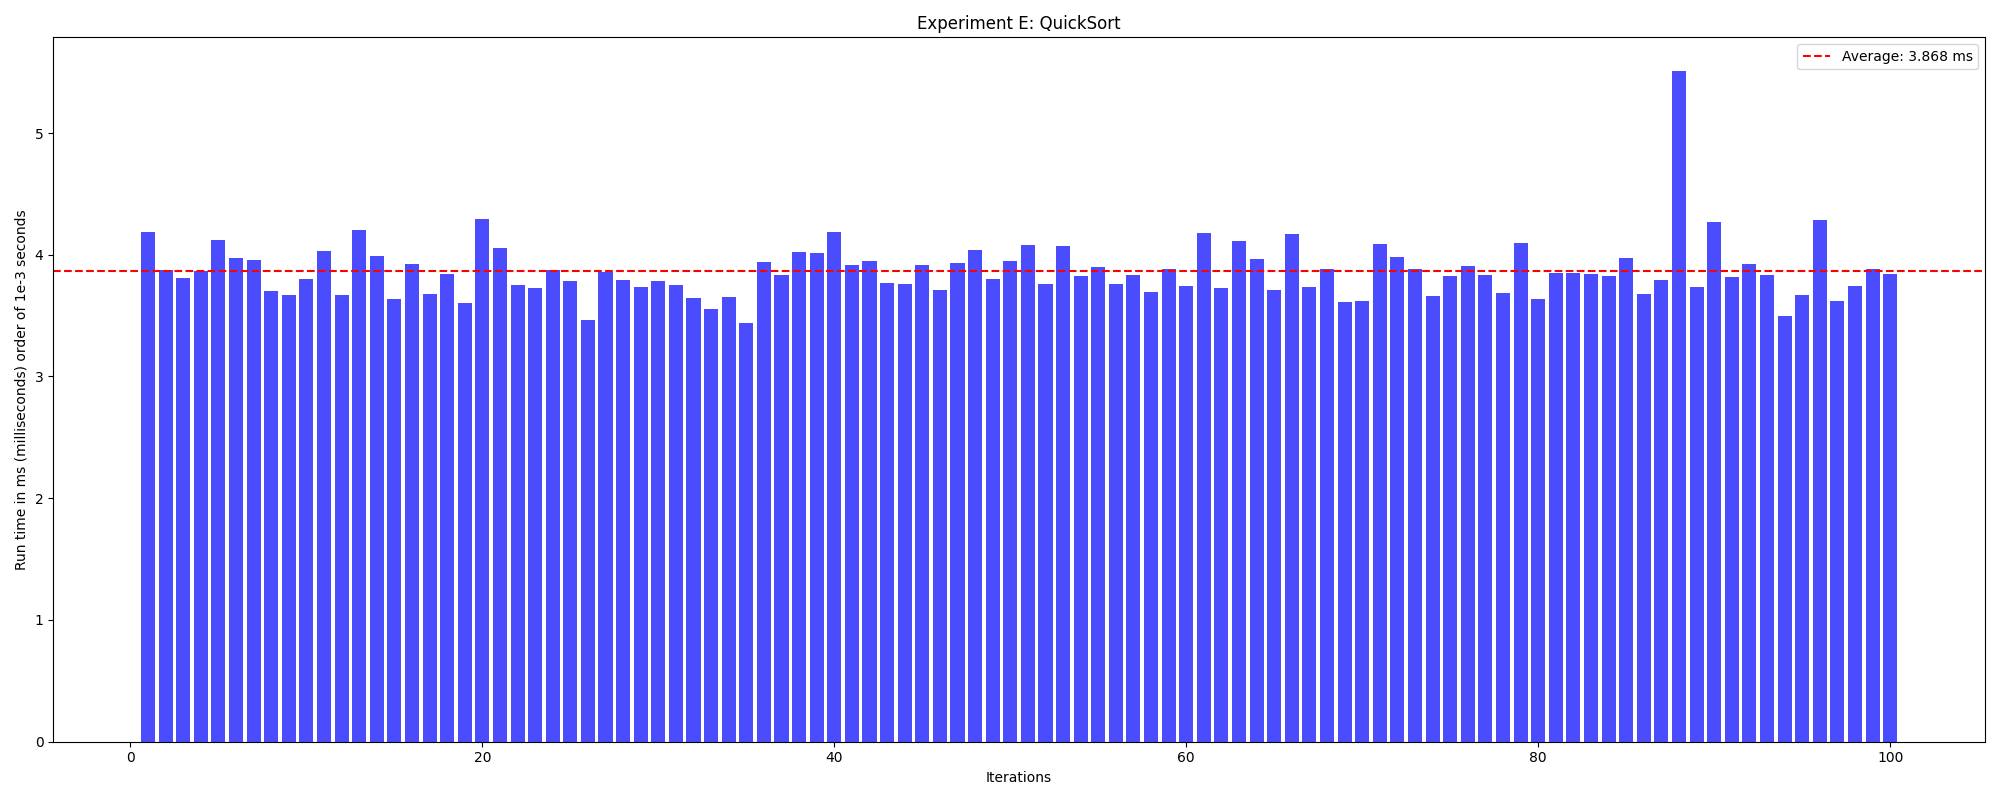 Experiment E: QuickSort
Average: 3.868 ms
Run time in ms (milliseconds) order of 1e-3 seconds
5
4
3
2
1
0
0 20 40 60 80 100
Iterations